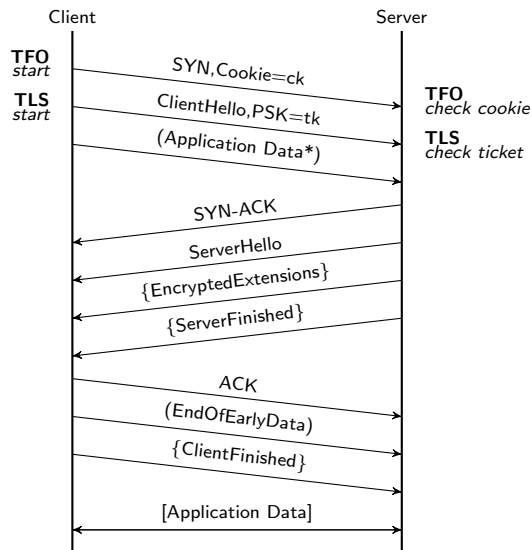 Client
Server
TFO
start
SYN,Cookie=ck
TLS
start
ClientHello,PSK=tk
TFO
check cookie
(Application Data*)
TLS
check ticket
SYN-ACK
ServerHello
{EncryptedExtensions}
{ServerFinished}
ACK
(EndOfEarlyData)
{ClientFinished}
[Application Data]